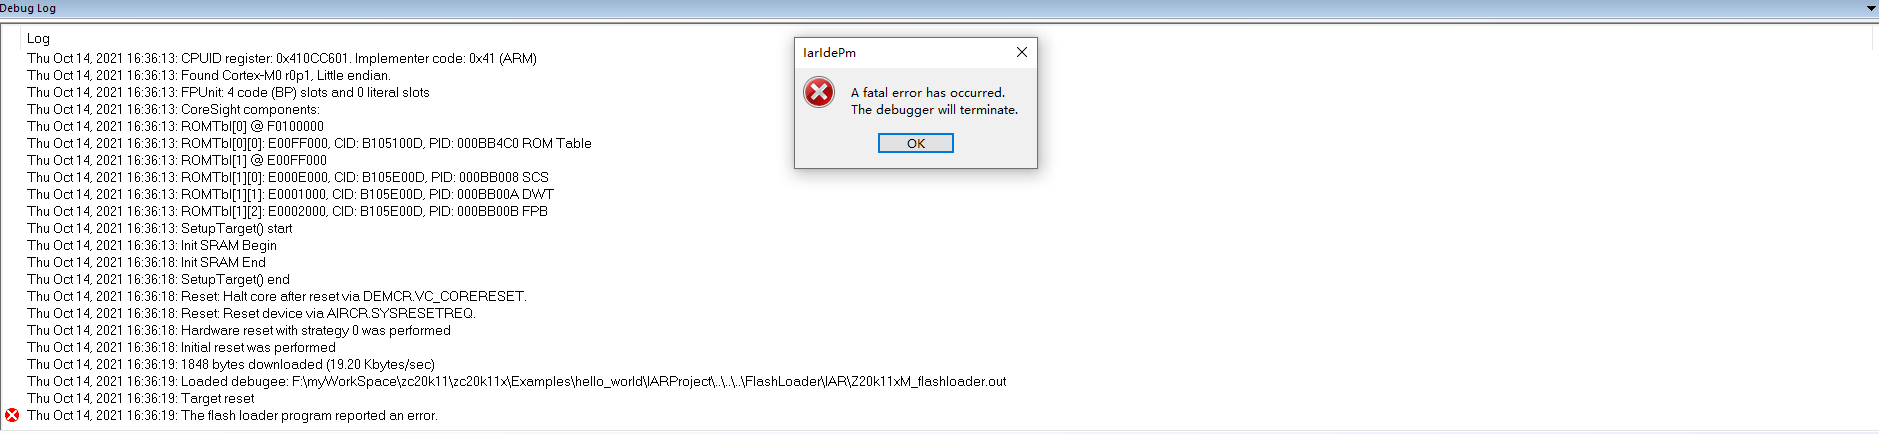 Debug Log
Log
Thu Oct 14, 2021 16:36:13: CPUID register: 0x410CC601. Implementer code: 0x41 (ARM)
Thu Oct 14, 2021 16:36:13: Found Cortex-M0 r0p1, Little endian.
Thu Oct 14, 2021 16:36:13: FPUnit: 4 code (BP) slots and 0 literal slots
Thu Oct 14, 2021 16:36:13: CoreSight components:
Thu Oct 14, 2021 16:36:13: ROMTbl[0] @ F0100000
Thu Oct 14, 2021 16:36:13: ROMTbl[0][0]: E00FF000, CID: B105100D, PID: 000BB4C0 ROM Table
Thu Oct 14, 2021 16:36:13: ROMTbl[1] @ E00FF000
Thu Oct 14, 2021 16:36:13: ROMTbl[1][0]: E000E000, CID: B105E00D, PID: 000BB008 SCS
Thu Oct 14, 2021 16:36:13: ROMTbl[1][1]: E0001000, CID: B105E00D, PID: 000BB00A DWT
Thu Oct 14, 2021 16:36:13: ROMTbl[1][2]: E0002000, CID: B105E00D, PID: 000BB00B FPB
Thu Oct 14, 2021 16:36:13: SetupTarget() start
Thu Oct 14, 2021 16:36:13: Init SRAM Begin
Thu Oct 14, 2021 16:36:18: Init SRAM End
Thu Oct 14, 2021 16:36:18: SetupTarget() end
Thu Oct 14, 2021 16:36:18: Reset: Halt core after reset via DEMCR.VC_CORERESET.
Thu Oct 14, 2021 16:36:18: Reset: Reset device via AIRCR.SYSRESETREQ.
Thu Oct 14, 2021 16:36:18: Hardware reset with strategy 0 was performed
Thu Oct 14, 2021 16:36:18: Initial reset was performed
Thu Oct 14, 2021 16:36:19: 1848 bytes downloaded (19.20 Kbytes/sec)
Thu Oct 14, 2021 16:36:19: Loaded debugee: F:\myWorkSpace\zc20k11\zc20k11x\Examples\hello_world\IARProject\..\..\..\FlashLoader\IAR\Z20k11xM_flashloader.out
Thu Oct 14, 2021 16:36:19: Target reset
Thu Oct 14, 2021 16:36:19: The flash loader program reported an error.
IarIdePm
A fatal error has occurred.
The debugger will terminate.
OK